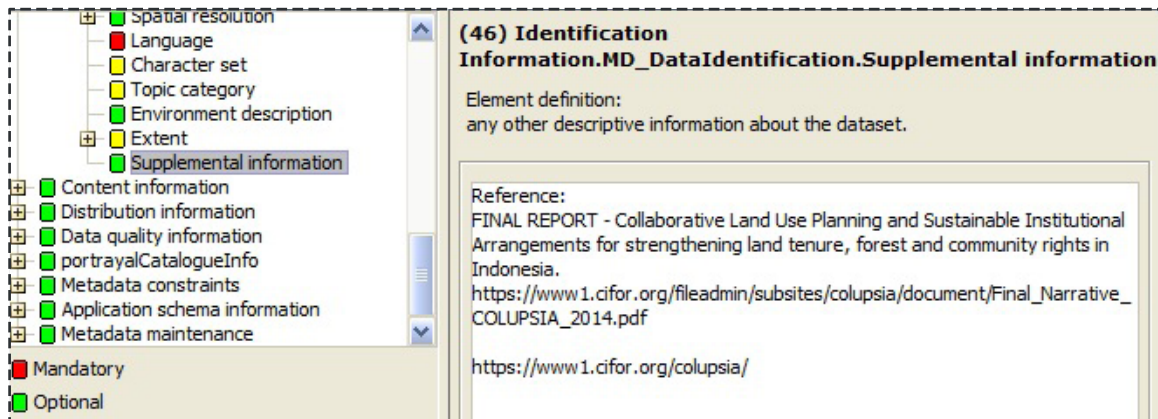 Spatial resolution
Language
Character set
Topic category
Environment description
Extent
Supplemental information
Content information
Distribution information
Data quality information
portrayalCatalogueInfo
Metadata constraints
Application schema information
Metadata maintenance
Mandatory
Optional
(46) Identification
Information.MD_DataIdentification.Supplemental information
Element definition:
any other descriptive information about the dataset.
Reference:
FINAL REPORT - Collaborative Land Use Planning and Sustainable Institutional
Arrangements for strengthening land tenure, forest and community rights in
Indonesia.
https://www1.cifor.org/fileadmin/subsites/colupsia/document/Final_Narrative_
COLUPSIA_2014.pdf
https://www1.cifor.org/colupsia/